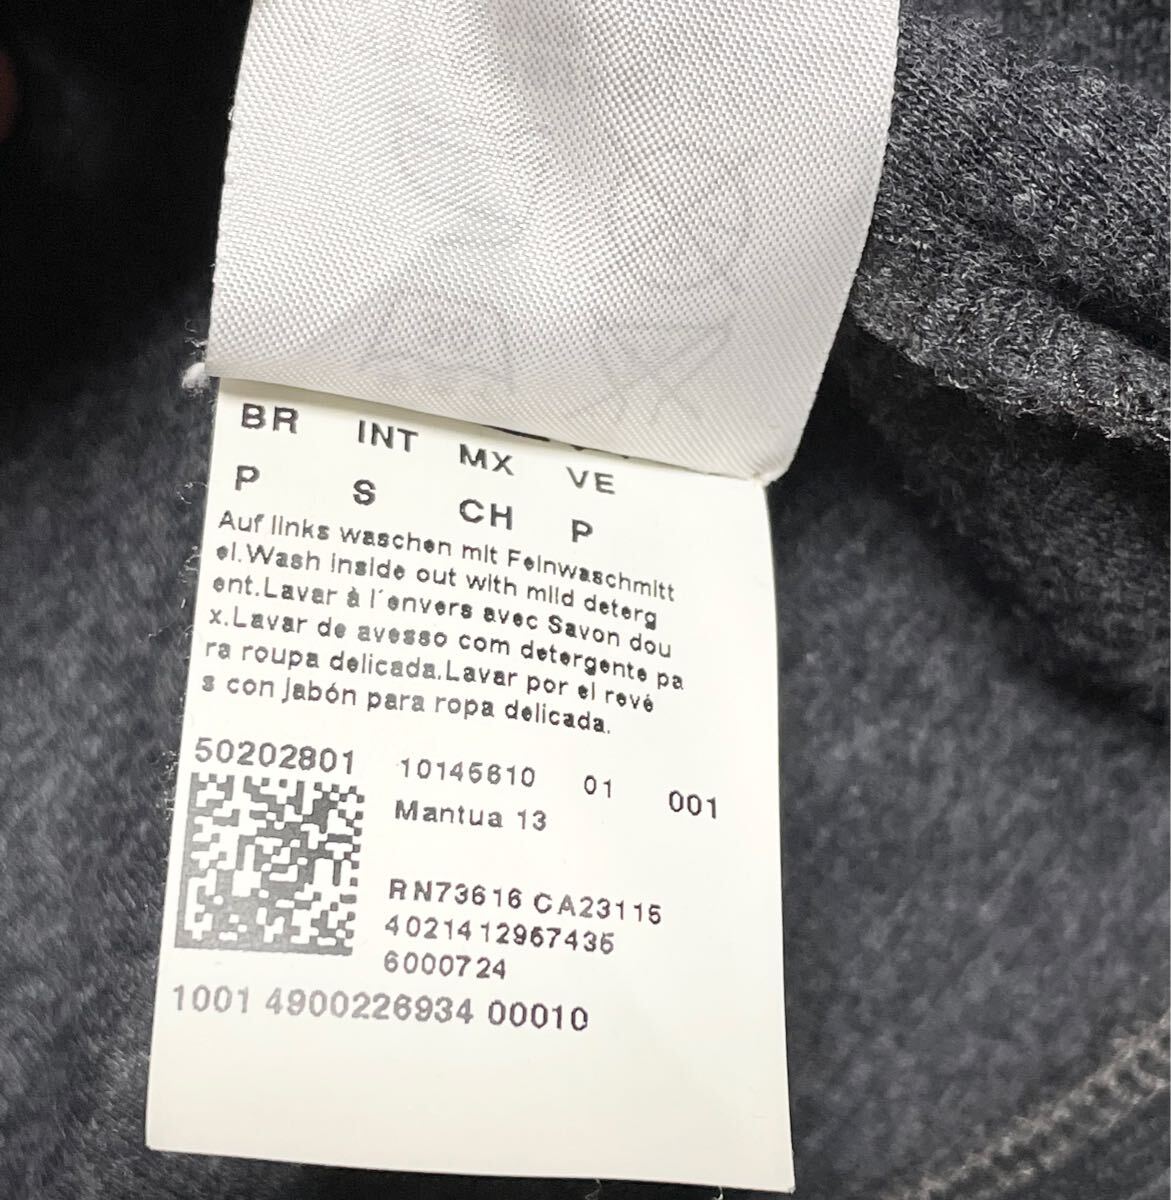 BR INT MX VE
P S CH P
Auf links waschen mit Feinwaschmitt
el.Wash inside out with mild deterg
ent.Lavar à l'envers avec Savon dou
x.Lavar de avesso com detergente pa
ra roupa delicada.Lavar por el revé
s con jabón para ropa delicada.
50202801 10145610 01 001
Mantua 13
RN73616 CA23115
4021412967436
6000724
1001 4900226934 00010